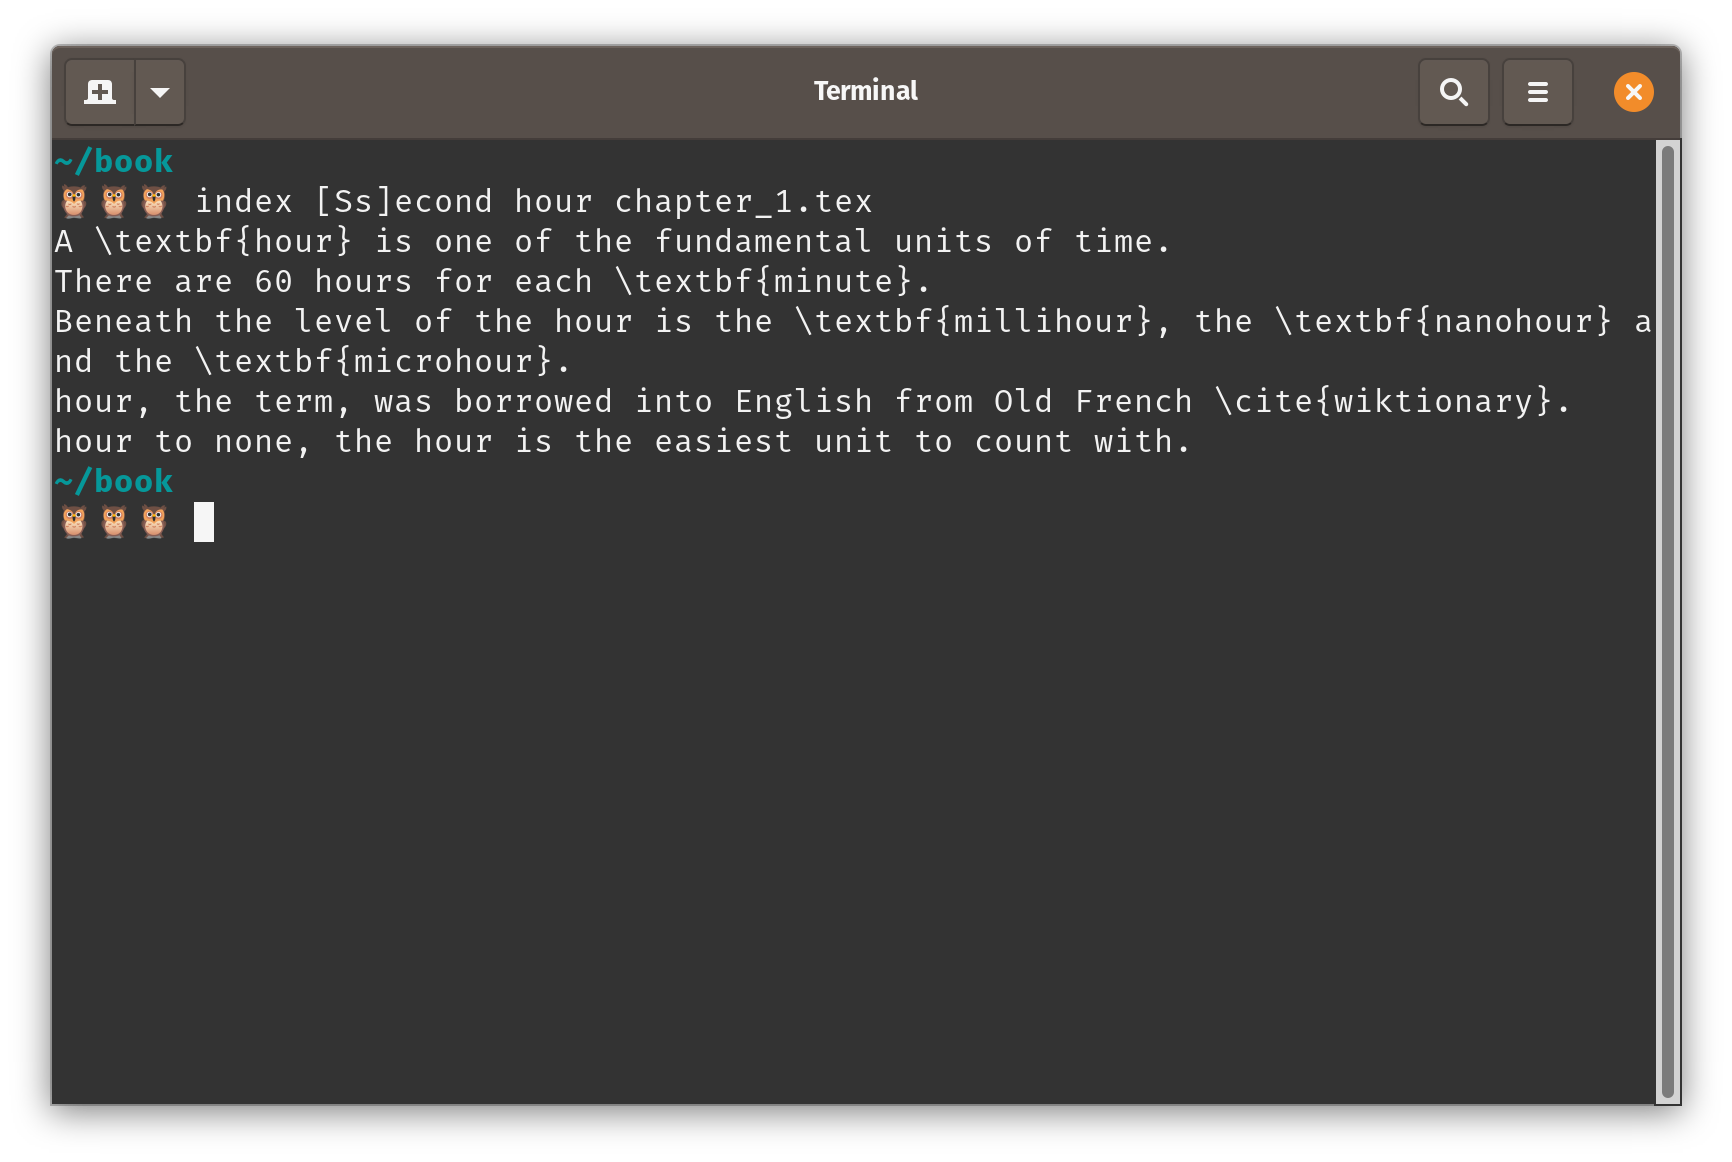 Terminal
~/book
🦉🦉🦉 index [Ss]econd hour chapter_1.tex
A \textbf{hour} is one of the fundamental units of time.
There are 60 hours for each \textbf{minute}.
Beneath the level of the hour is the \textbf{millihour}, the \textbf{nanohour} a
nd the \textbf{microhour}.
hour, the term, was borrowed into English from Old French \cite{wiktionary}.
hour to none, the hour is the easiest unit to count with.
~/book
🦉🦉🦉